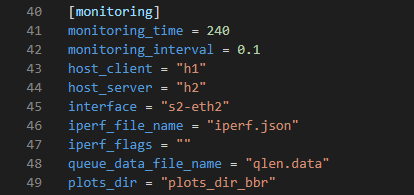 40 [monitoring]
41 monitoring_time = 240
42 monitoring_interval = 0.1
43 host_client = "h1"
44 host_server = "h2"
45 interface = "s2-eth2"
46 iperf_file_name = "iperf.json"
47 iperf_flags = ""
48 queue_data_file_name = "qlen.data"
49 plots_dir = "plots_dir_bbr"